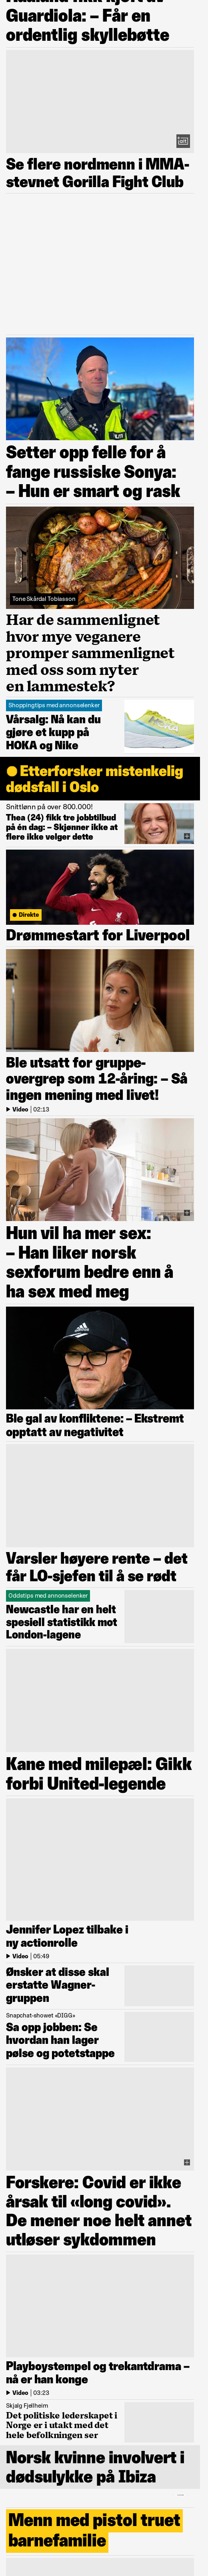 Guardiola: – Får en
ordentlig skyllebøtte
Se flere nordmenn i MMA-
stevnet Gorilla Fight Club
Setter opp felle for å
fange russiske Sonya:
– Hun er smart og rask
Tone Skårdal Tobiasson
Har de sammenlignet
hvor mye veganere
promper sammenlignet
med oss som nyter
en lammestek?
Shoppingtips med annonselenker
Vårsalg: Nå kan du
gjøre et kupp på
HOKA og Nike
Etterforsker mistenkelig
dødsfall i Oslo
Snittlønn på over 800.000!
Thea (24) fikk tre jobbtilbud
på én dag: – Skjønner ikke at
flere ikke velger dette
Direkte
Drømmestart for Liverpool
Ble utsatt for gruppe-
overgrep som 12-åring: – Så
ingen mening med livet!
Video | 02:13
Hun vil ha mer sex:
– Han liker norsk
sexforum bedre enn å
ha sex med meg
Ble gal av konfliktene: – Ekstremt
opptatt av negativitet
Varsler høyere rente – det
får LO-sjefen til å se rødt
Oddstips med annonselenker
Newcastle har en helt
spesiell statistikk mot
London-lagene
Kane med milepæl: Gikk
forbi United-legende
Jennifer Lopez tilbake i
ny actionrolle
Video | 05:49
Ønsker at disse skal
erstatte Wagner-
gruppen
Snapchat-showet «DIGG»
Sa opp jobben: Se
hvordan han lager
pølse og potetstappe
Forskere: Covid er ikke
årsak til «long covid».
De mener noe helt annet
utløser sykdommen
Playboystempel og trekantdrama –
nå er han konge
Video | 03:23
Skjalg Fjellheim
Det politiske lederskapet i
Norge er i utakt med det
hele befolkningen ser
Norsk kvinne involvert i
dødsulykke på Ibiza
Menn med pistol truet
barnefamilie